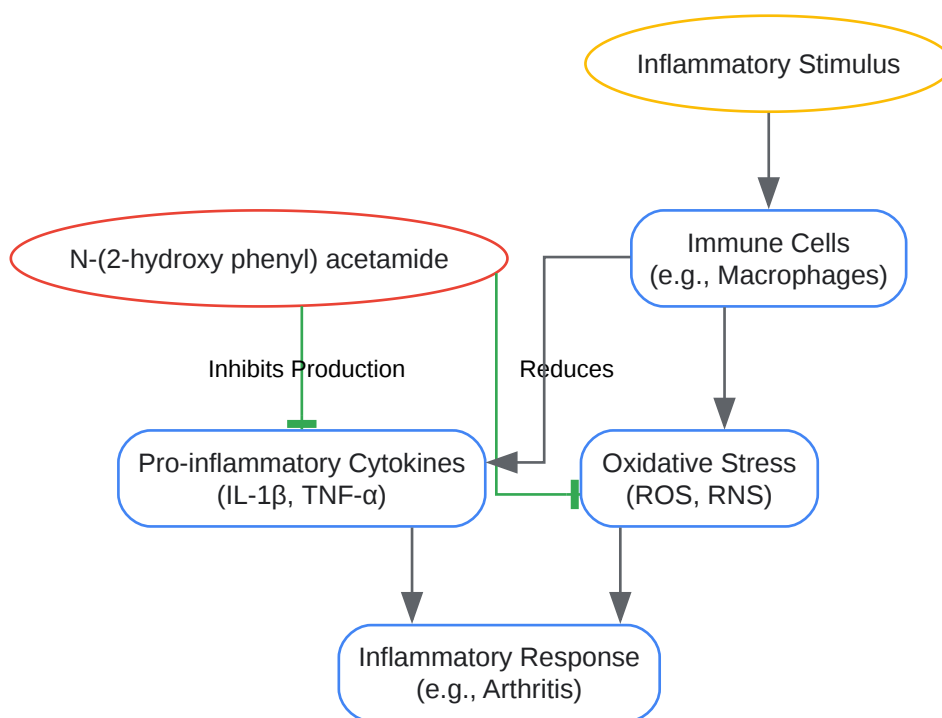 Inflammatory Stimulus
Immune Cells
(e.g., Macrophages)
N-(2-hydroxy phenyl) acetamide
Inhibits Production
Reduces
Pro-inflammatory Cytokines
(IL-1β, TNF-α)
Oxidative Stress
(ROS, RNS)
Inflammatory Response
(e.g., Arthritis)